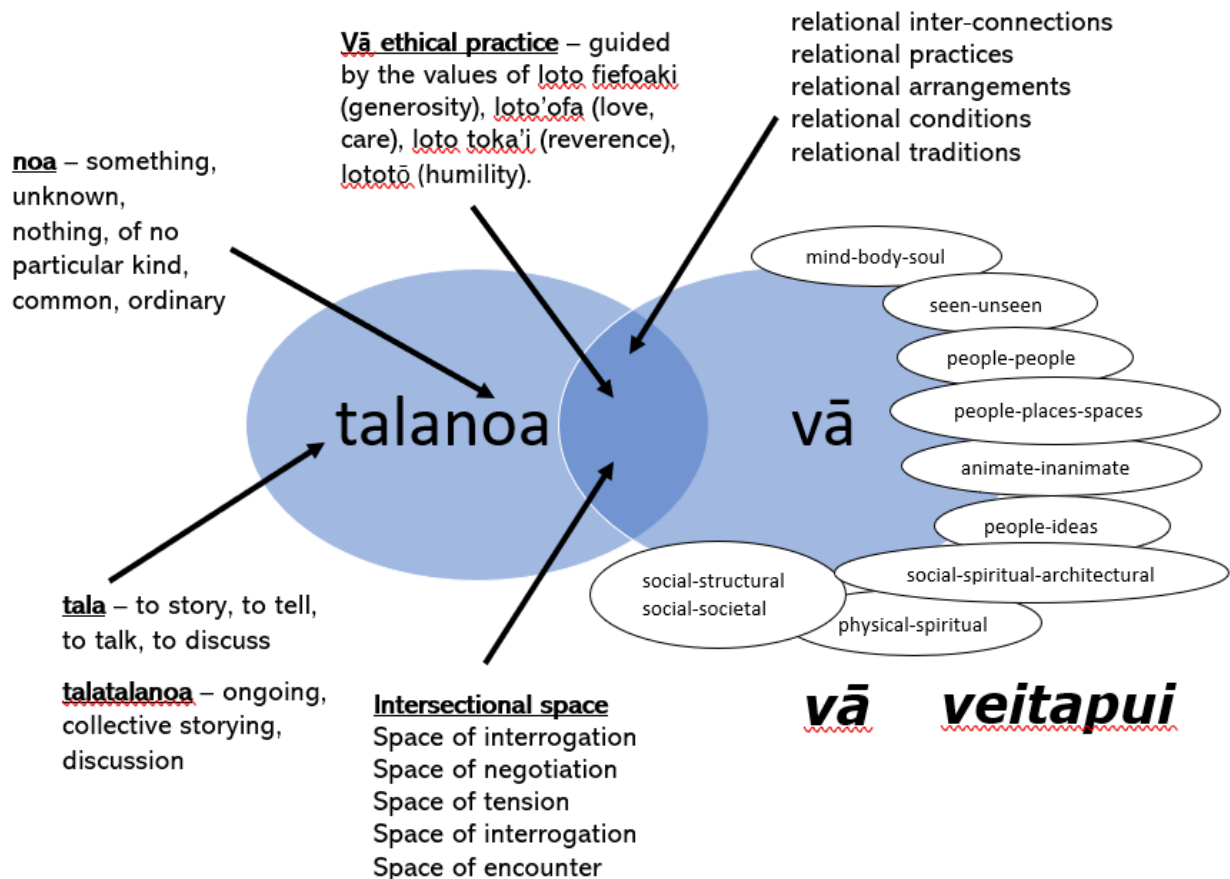 Vā ethical practice – guided
by the values of loto fiefoaki
(generosity), loto’ofa (love,
care), loto toka’i (reverence),
lototō (humility).
relational inter-connections
relational practices
relational arrangements
relational conditions
relational traditions
noa – something,
unknown,
nothing, of no
particular kind,
common, ordinary
talanoa
vā
mind-body-soul
seen-unseen
people-people
people-places-spaces
animate-inanimate
people-ideas
social-spiritual-architectural
social-structural
social-societal
physical-spiritual
tala – to story, to tell,
to talk, to discuss
talatalanoa – ongoing,
collective storying,
discussion
Intersectional space
Space of interrogation
Space of negotiation
Space of tension
Space of interrogation
Space of encounter
vā veitapui